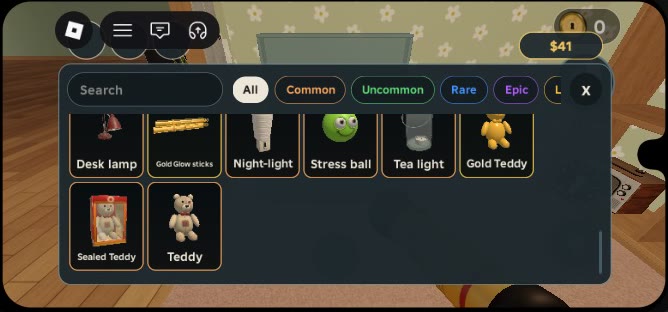 0
$41
Search
All
Common
Uncommon
Rare
Epic
L
X
Desk lamp
Gold Glow sticks
Night-light
Stress ball
Tea light
Gold Teddy
Sealed Teddy
Teddy